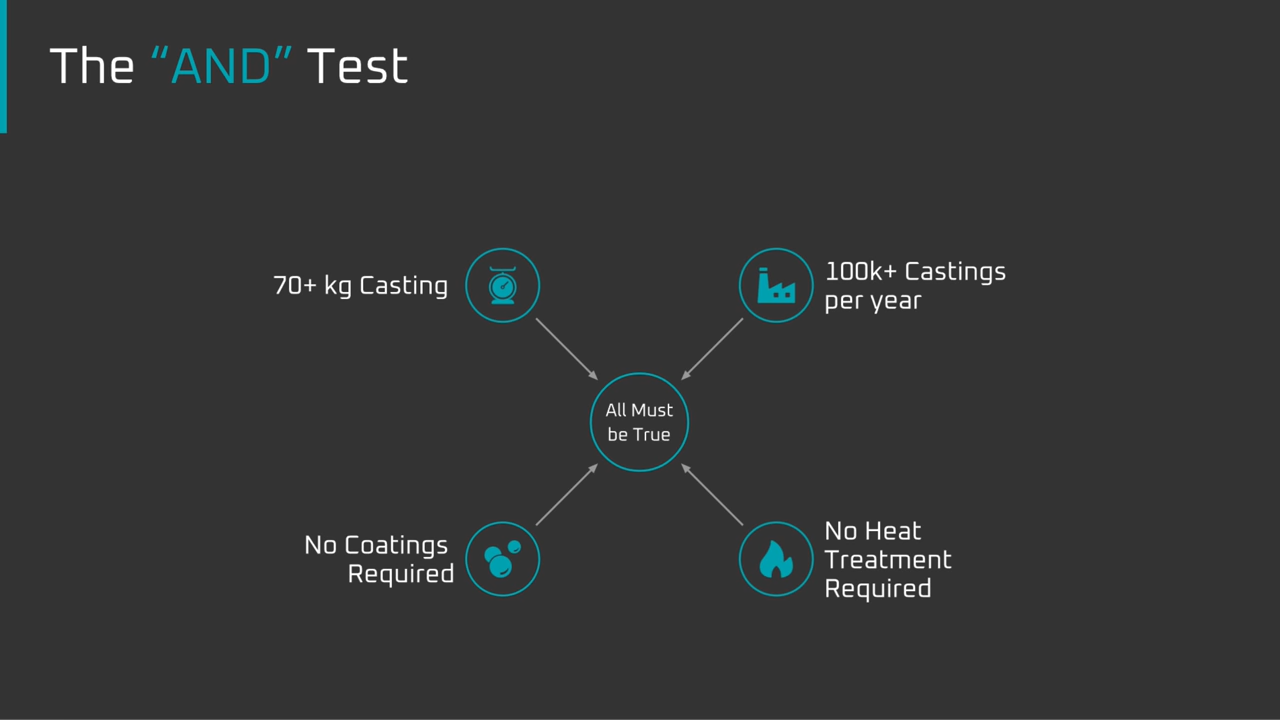 The “AND” Test
70+ kg Casting
100k+ Castings
per year
All Must
be True
No Coatings
Required
No Heat
Treatment
Required